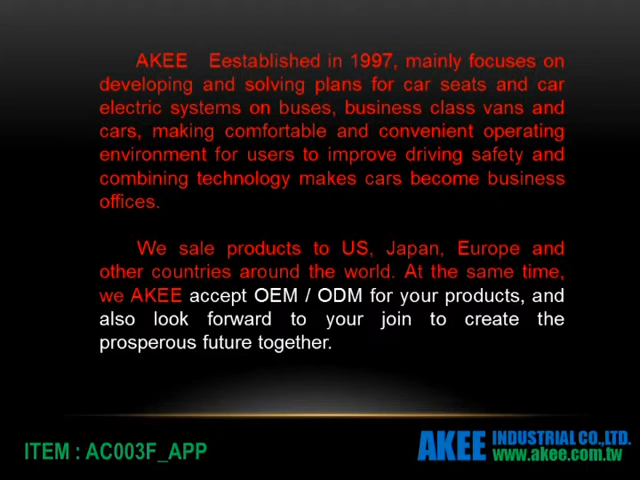 AKEE Eestablished in 1997, mainly focuses on
developing and solving plans for car seats and car
electric systems on buses, business class vans and
cars, making comfortable and convenient operating
environment for users to improve driving safety and
combining technology makes cars become business
offices.
We sale products to US, Japan, Europe and
other countries around the world. At the same time,
we AKEE accept OEM / ODM for your products, and
also look forward to your join to create the
prosperous future together.
ITEM : AC003F_APP
AKEE INDUSTRIAL CO.,LTD.
www.akee.com.tw